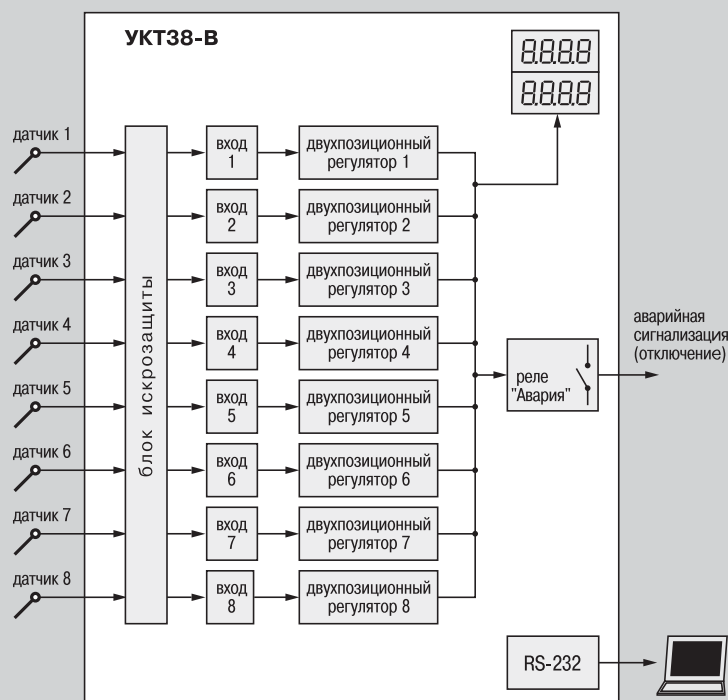 УКТ38-В
8.8.8.8
8.8.8.8
датчик 1
вход
1
двухпозиционный
регулятор 1
датчик 2
вход
2
двухпозиционный
регулятор 2
датчик 3
вход
3
двухпозиционный
регулятор 3
датчик 4
вход
4
двухпозиционный
регулятор 4
датчик 5
вход
5
двухпозиционный
регулятор 5
датчик 6
вход
6
двухпозиционный
регулятор 6
датчик 7
вход
7
двухпозиционный
регулятор 7
датчик 8
вход
8
двухпозиционный
регулятор 8
блок искрозащиты
реле
"Авария"
аварийная
сигнализация
(отключение)
RS-232